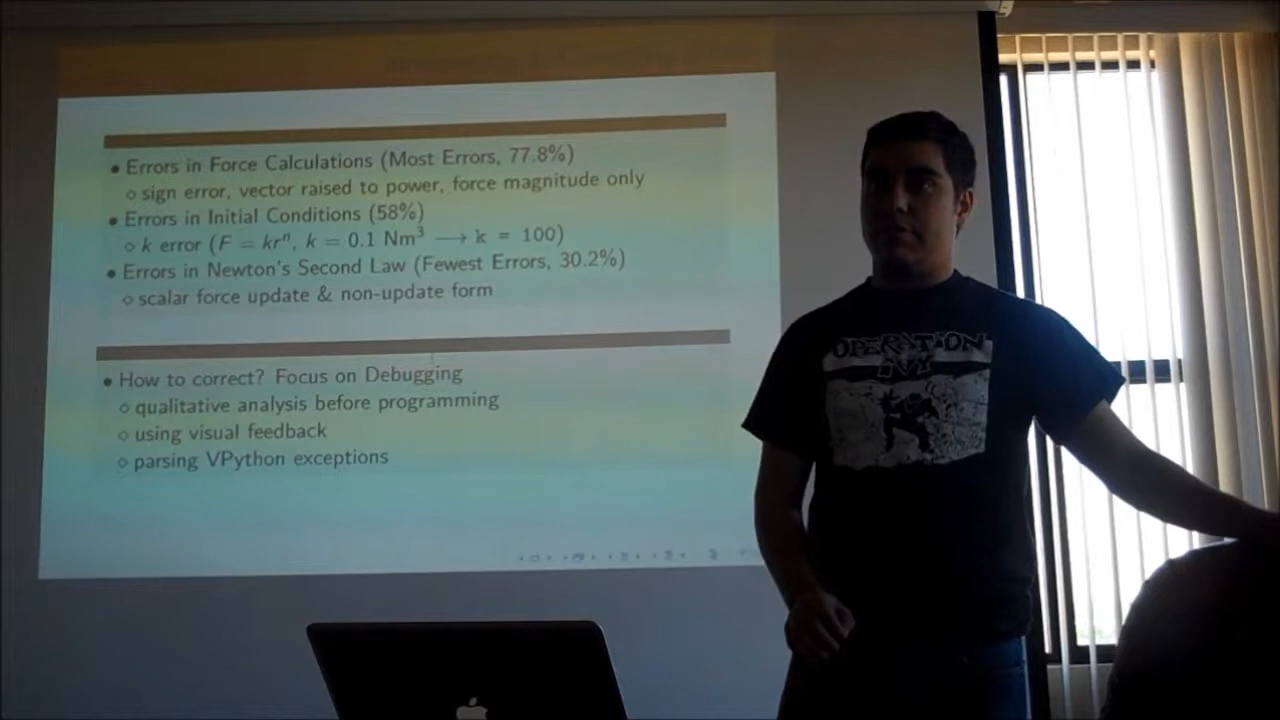 • Errors in Force Calculations (Most Errors, 77.8%)
◦ sign error, vector raised to power, force magnitude only
• Errors in Initial Conditions (58%)
◦ k error (F = krⁿ, k = 0.1 Nm³ ⟶ k = 100)
• Errors in Newton's Second Law (Fewest Errors, 30.2%)
◦ scalar force update & non-update form
• How to correct? Focus on Debugging
◦ qualitative analysis before programming
◦ using visual feedback
◦ parsing VPython exceptions
OPERATION
IVY